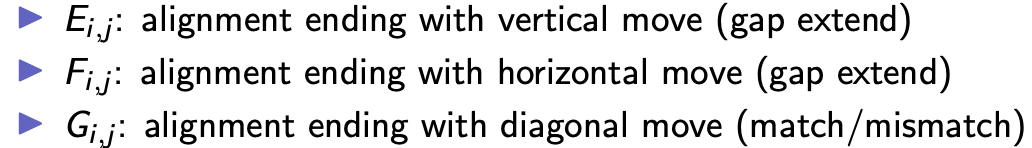 ▶ E_{i,j}: alignment ending with vertical move (gap extend)
▶ F_{i,j}: alignment ending with horizontal move (gap extend)
▶ G_{i,j}: alignment ending with diagonal move (match/mismatch)